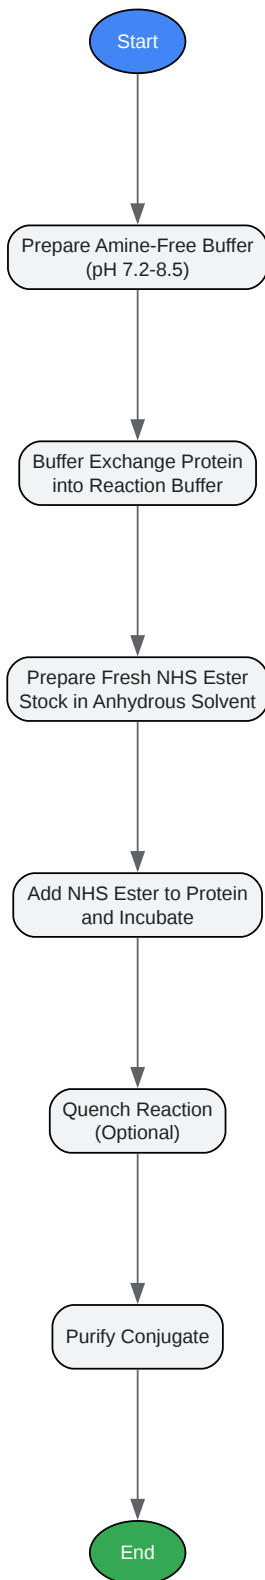 Start
Prepare Amine-Free Buffer
(pH 7.2-8.5)
Buffer Exchange Protein
into Reaction Buffer
Prepare Fresh NHS Ester
Stock in Anhydrous Solvent
Add NHS Ester to Protein
and Incubate
Quench Reaction
(Optional)
Purify Conjugate
End